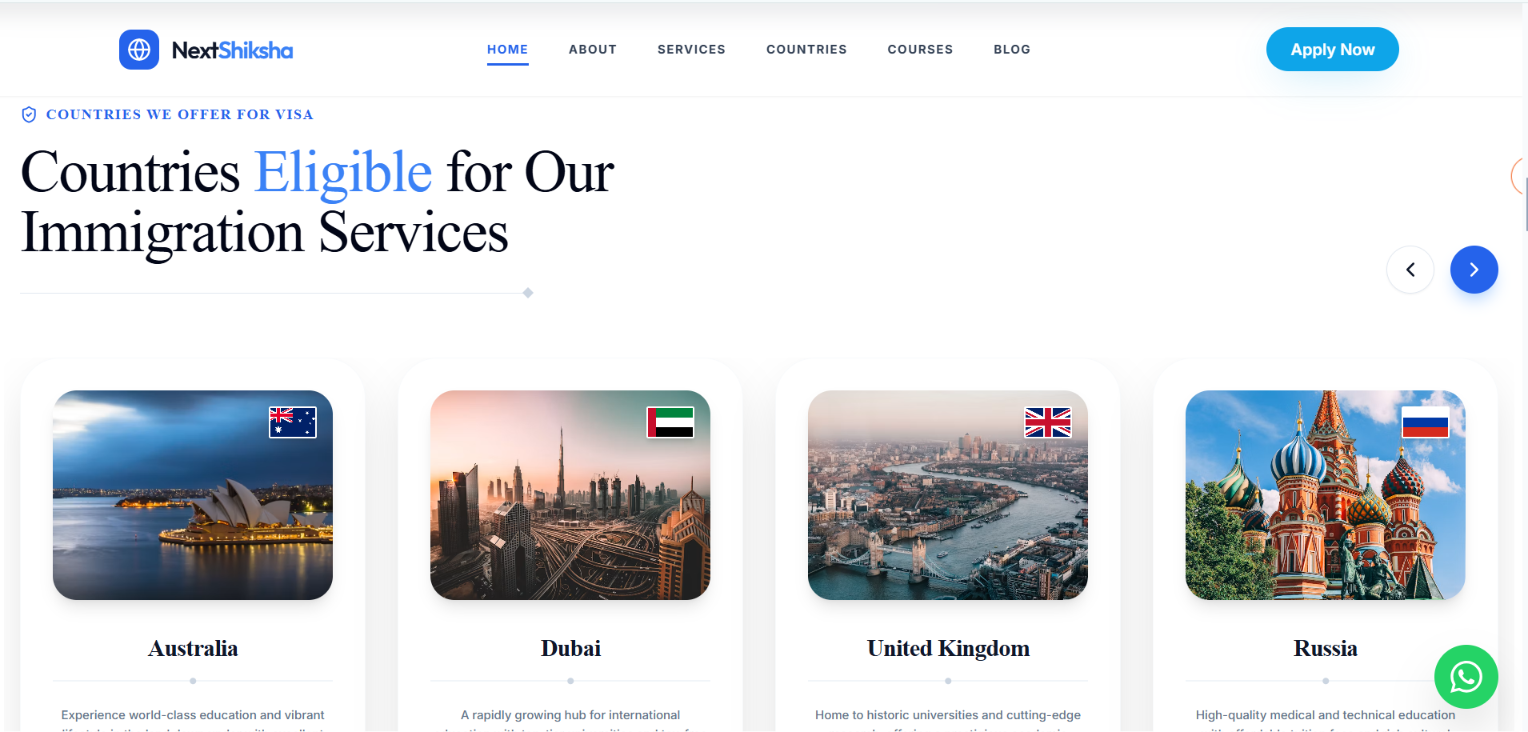 NextShiksha
HOME ABOUT SERVICES COUNTRIES COURSES BLOG
Apply Now
COUNTRIES WE OFFER FOR VISA
Countries Eligible for Our
Immigration Services
Australia
Experience world-class education and vibrant
Dubai
A rapidly growing hub for international
United Kingdom
Home to historic universities and cutting-edge
Russia
High-quality medical and technical education